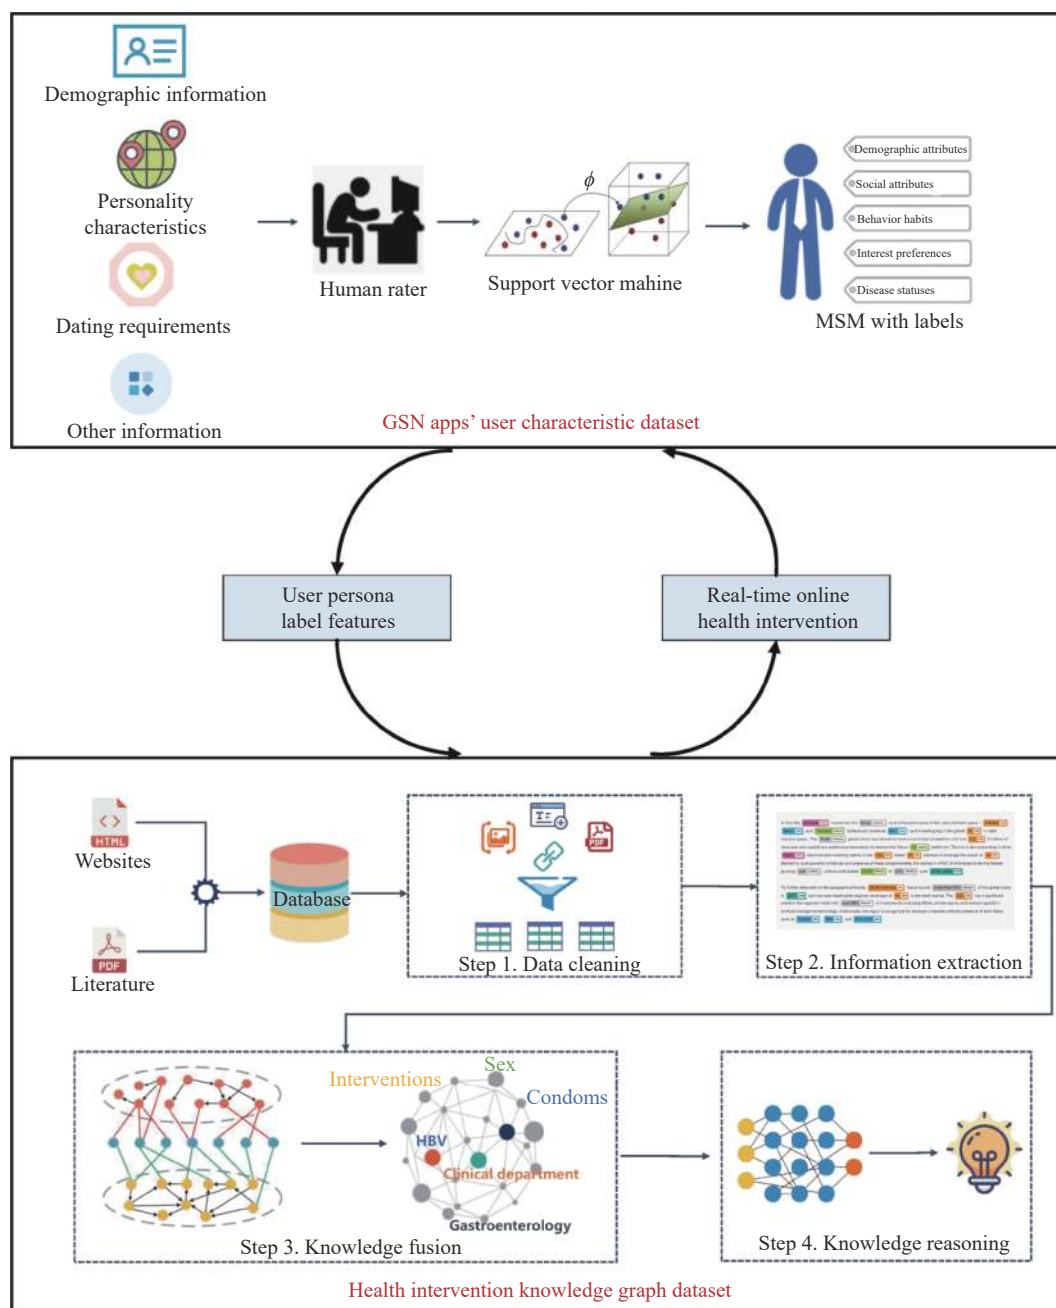 Demographic information
Personality
characteristics
Dating requirements
Other information
Human rater
ϕ
Support vector mahine
Demographic attributes
Social attributes
Behavior habits
Interest preferences
Disease statuses
MSM with labels
GSN apps’ user characteristic dataset
User persona
label features
Real-time online
health intervention
HTML
Websites
PDF
Literature
Database
PDF
Step 1. Data cleaning
Step 2. Information extraction
Interventions
Sex
Condoms
HBV
Clinical department
Gastroenterology
Step 3. Knowledge fusion
Step 4. Knowledge reasoning
Health intervention knowledge graph dataset